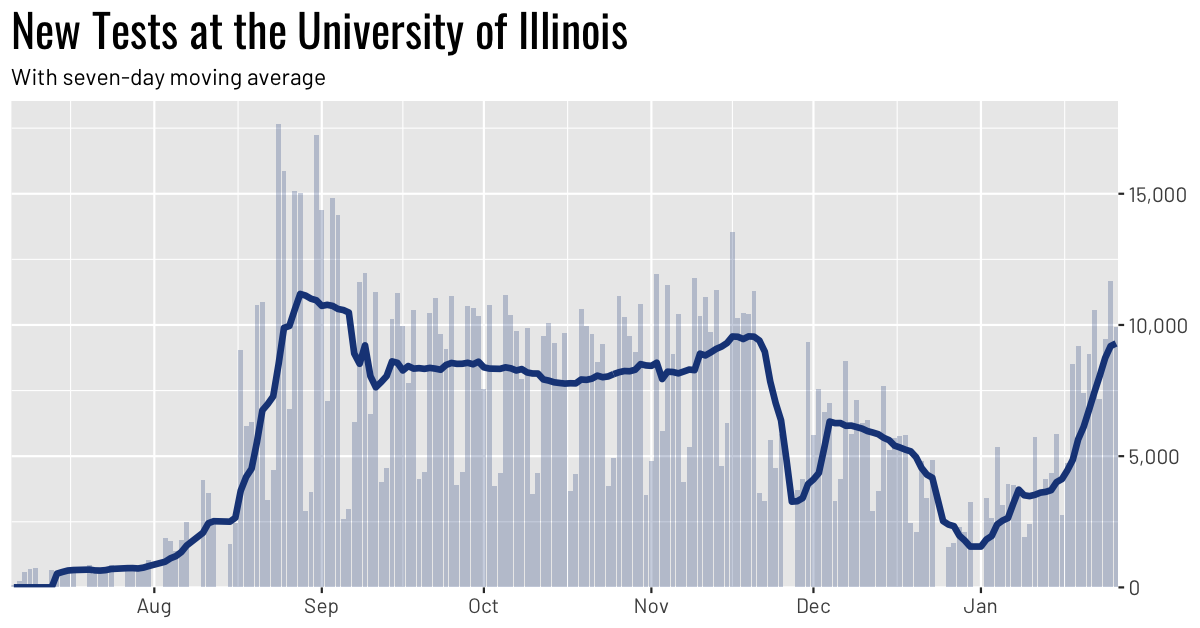 New Tests at the University of Illinois
With seven-day moving average
15,000
10,000
5,000
0
Aug Sep Oct Nov Dec Jan